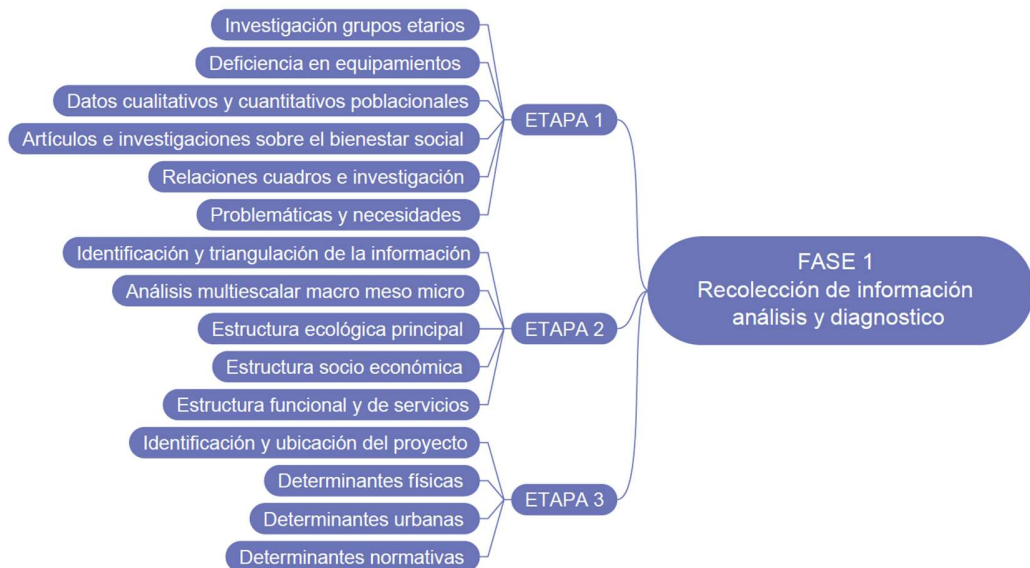 Investigación grupos etarios
Deficiencia en equipamientos
Datos cualitativos y cuantitativos poblacionales
Artículos e investigaciones sobre el bienestar social
Relaciones cuadros e investigación
Problemáticas y necesidades
ETAPA 1
Identificación y triangulación de la información
Análisis multiescalar macro meso micro
Estructura ecológica principal
Estructura socio económica
Estructura funcional y de servicios
ETAPA 2
Identificación y ubicación del proyecto
Determinantes físicas
Determinantes urbanas
Determinantes normativas
ETAPA 3
FASE 1
Recolección de información
análisis y diagnostico